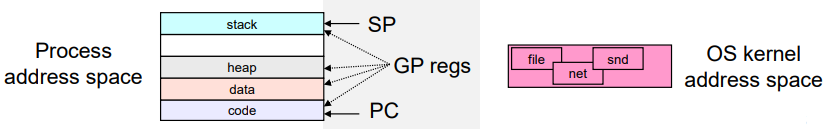 Process
address space
stack
heap
data
code
SP
GP regs
PC
file
snd
net
OS kernel
address space